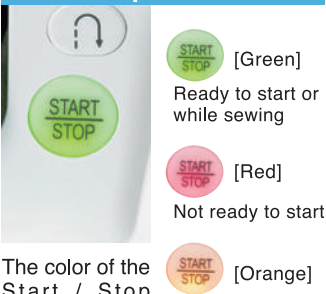 START
STOP
The color of the
Start / Stop
START
STOP
[Green]
Ready to start or
while sewing
START
STOP
[Red]
Not ready to start
START
STOP
[Orange]